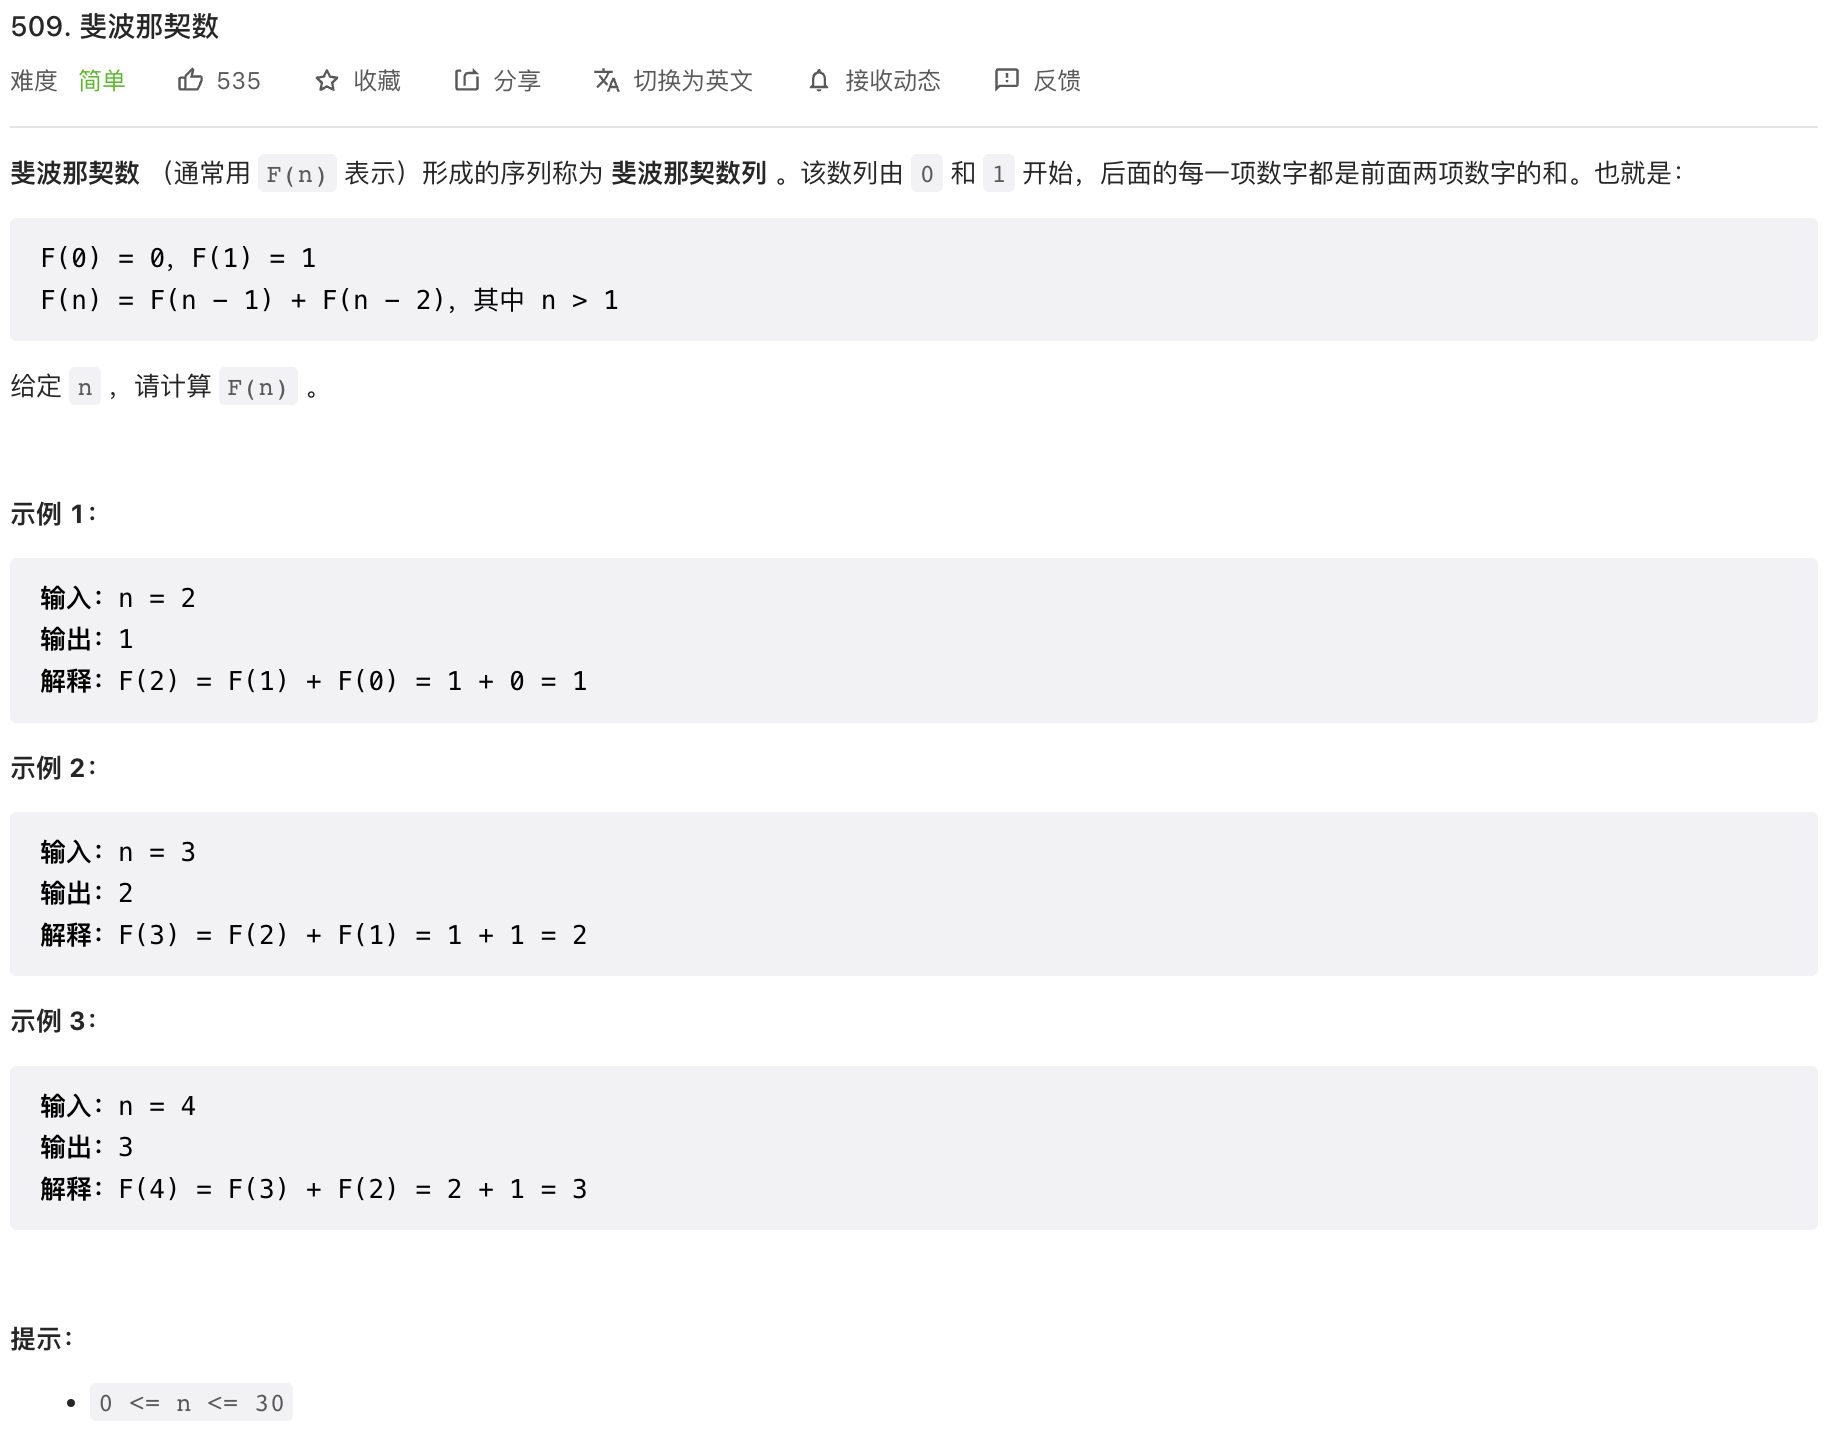 509. 斐波那契数
难度 简单 535 收藏 分享 切换为英文 接收动态 反馈
斐波那契数 （通常用 F(n) 表示）形成的序列称为 斐波那契数列 。该数列由 0 和 1 开始，后面的每一项数字都是前面两项数字的和。也就是：
F(0) = 0，F(1) = 1
F(n) = F(n - 1) + F(n - 2)，其中 n > 1
给定 n ，请计算 F(n) 。
示例 1：
输入：n = 2
输出：1
解释：F(2) = F(1) + F(0) = 1 + 0 = 1
示例 2：
输入：n = 3
输出：2
解释：F(3) = F(2) + F(1) = 1 + 1 = 2
示例 3：
输入：n = 4
输出：3
解释：F(4) = F(3) + F(2) = 2 + 1 = 3
提示：
• 0 <= n <= 30